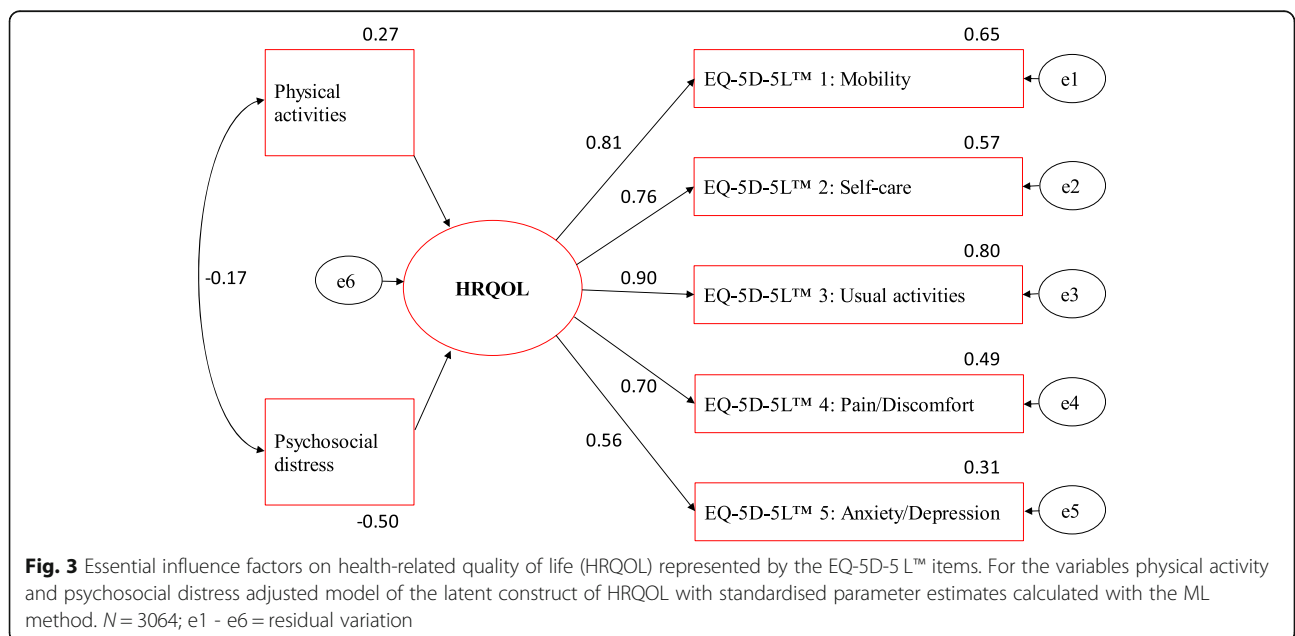 0.27
Physical
activities
-0.17
Psychosocial
distress
-0.50
e6
HRQOL
0.81
0.76
0.90
0.70
0.56
0.65
EQ-5D-5L™ 1: Mobility
e1
0.57
EQ-5D-5L™ 2: Self-care
e2
0.80
EQ-5D-5L™ 3: Usual activities
e3
0.49
EQ-5D-5L™ 4: Pain/Discomfort
e4
0.31
EQ-5D-5L™ 5: Anxiety/Depression
e5
Fig. 3 Essential influence factors on health-related quality of life (HRQOL) represented by the EQ-5D-5 L™ items. For the variables physical activity
and psychosocial distress adjusted model of the latent construct of HRQOL with standardised parameter estimates calculated with the ML
method. N = 3064; e1 - e6 = residual variation